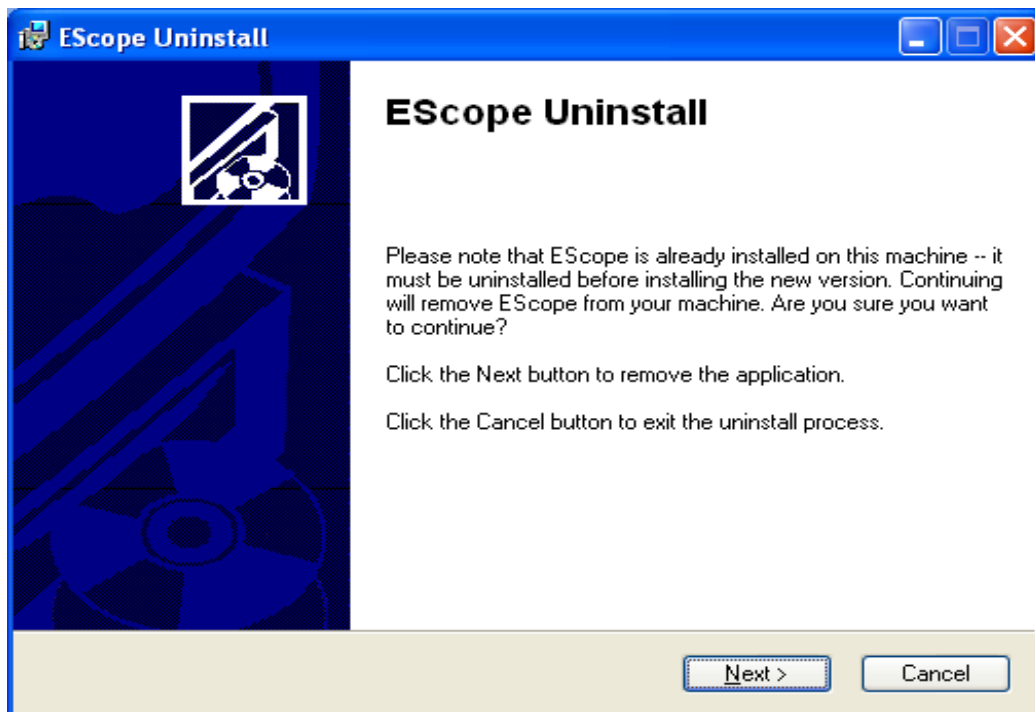 EScope Uninstall
EScope Uninstall
Please note that EScope is already installed on this machine -- it
must be uninstalled before installing the new version. Continuing
will remove EScope from your machine. Are you sure you want
to continue?
Click the Next button to remove the application.
Click the Cancel button to exit the uninstall process.
Next >
Cancel